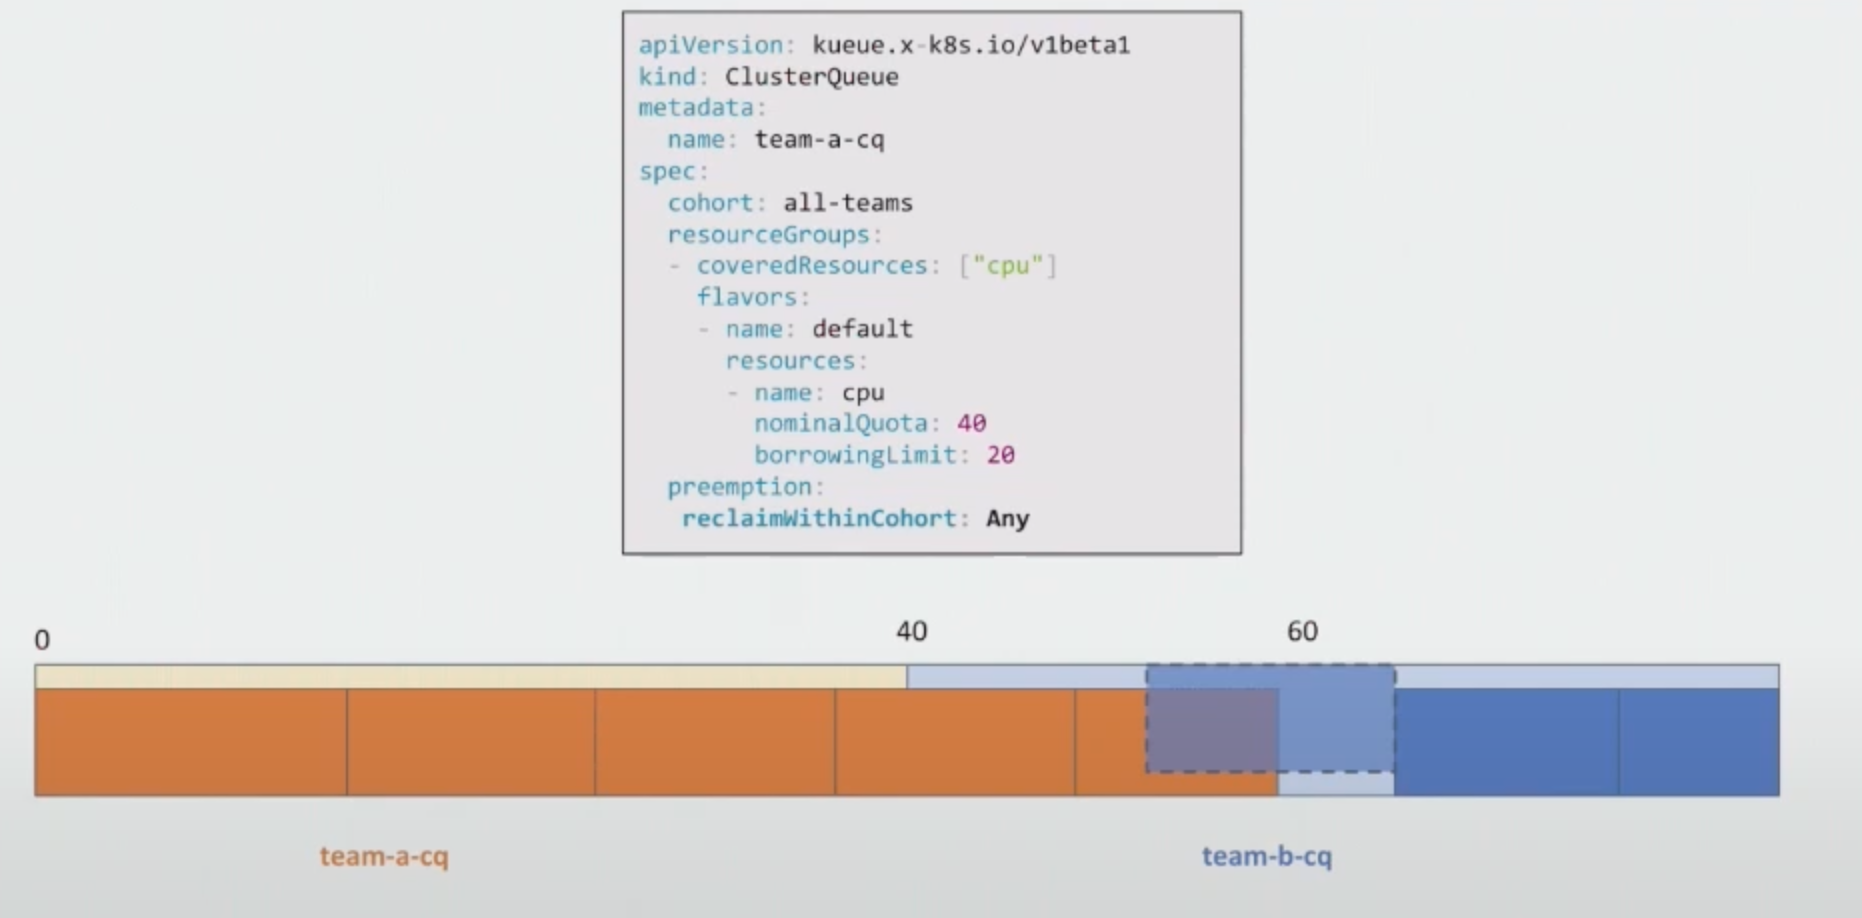 apiVersion: kueue.x-k8s.io/v1beta1
kind: ClusterQueue
metadata:
  name: team-a-cq
spec:
  cohort: all-teams
  resourceGroups:
  - coveredResources: ["cpu"]
    flavors:
    - name: default
      resources:
      - name: cpu
        nominalQuota: 40
        borrowingLimit: 20
  preemption:
   reclaimWithinCohort: Any
0 40 60
team-a-cq team-b-cq